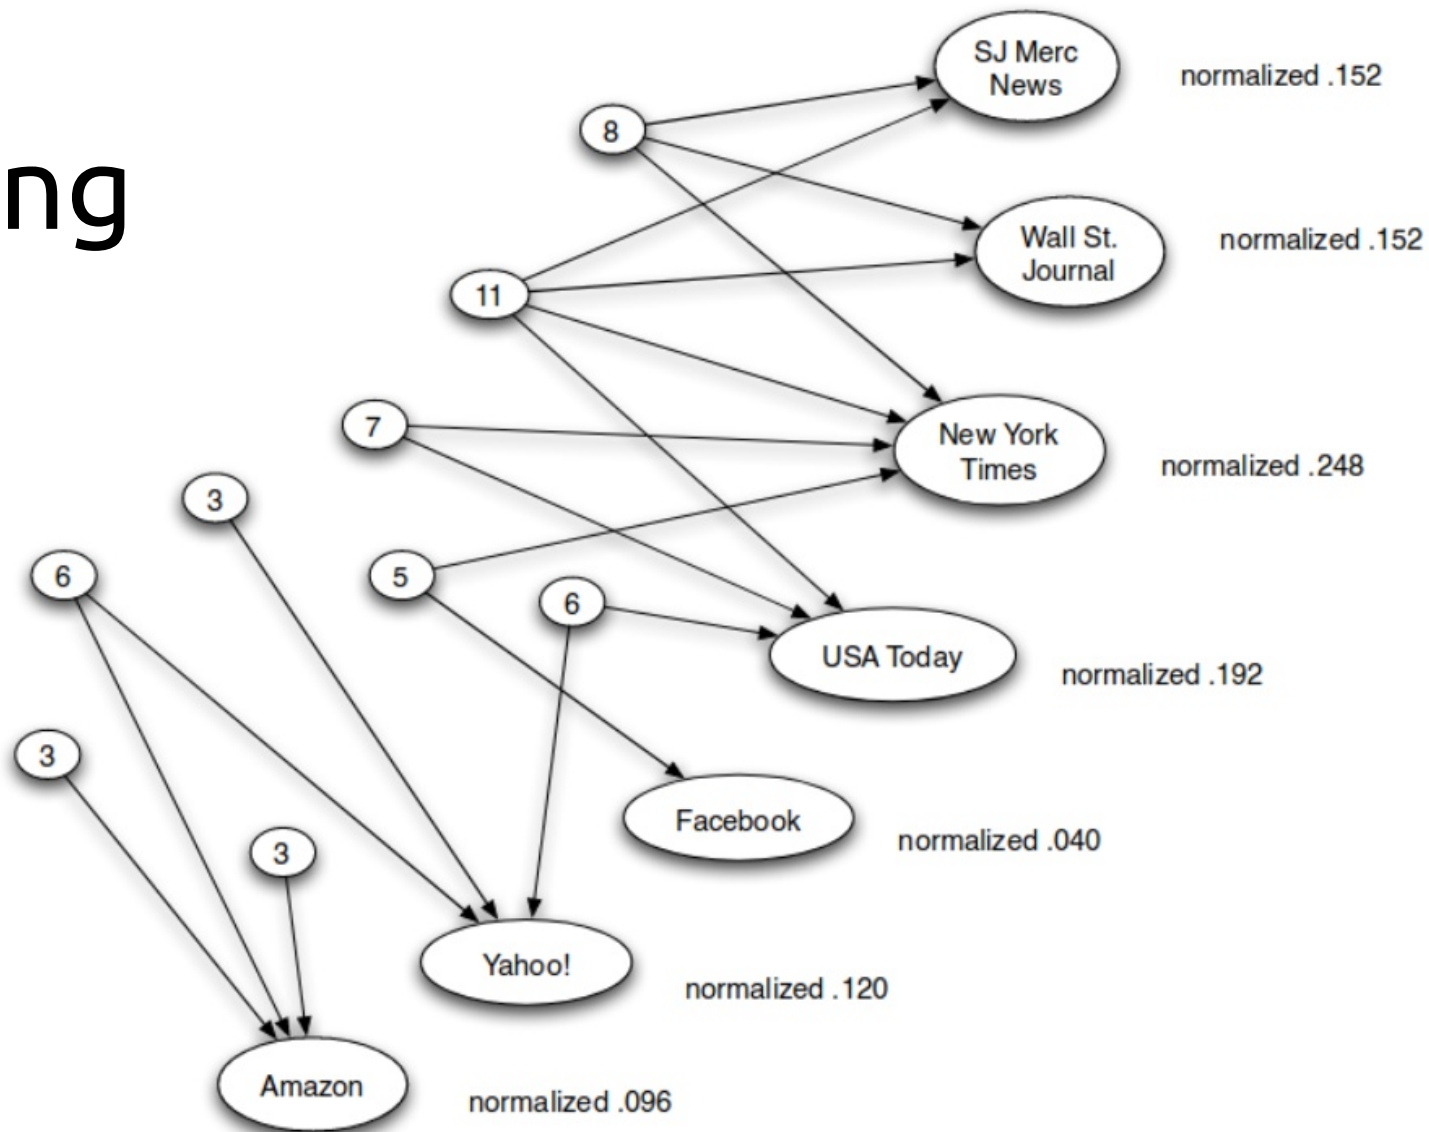 ng
SJ Merc
News
normalized .152
8
Wall St.
Journal
normalized .152
11
7
New York
Times
normalized .248
3
6
5
6
USA Today
normalized .192
3
Facebook
normalized .040
3
Yahoo!
normalized .120
Amazon
normalized .096